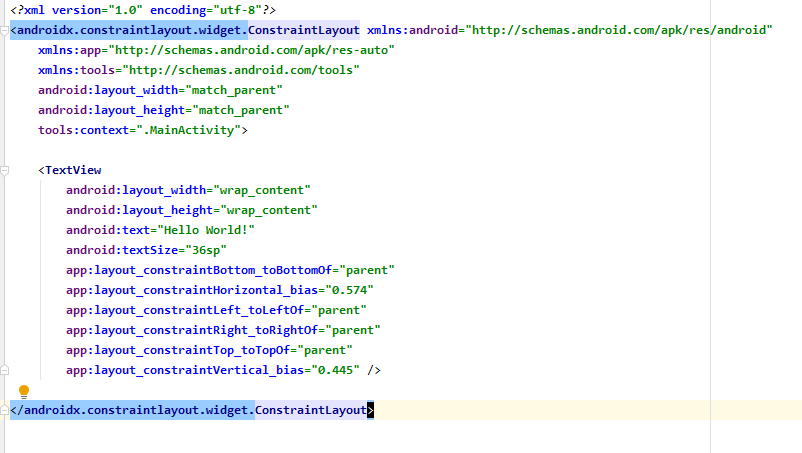 <?xml version="1.0" encoding="utf-8"?>
<androidx.constraintlayout.widget.ConstraintLayout xmlns:android="http://schemas.android.com/apk/res/android"
    xmlns:app="http://schemas.android.com/apk/res-auto"
    xmlns:tools="http://schemas.android.com/tools"
    android:layout_width="match_parent"
    android:layout_height="match_parent"
    tools:context=".MainActivity">

    <TextView
        android:layout_width="wrap_content"
        android:layout_height="wrap_content"
        android:text="Hello World!"
        android:textSize="36sp"
        app:layout_constraintBottom_toBottomOf="parent"
        app:layout_constraintHorizontal_bias="0.574"
        app:layout_constraintLeft_toLeftOf="parent"
        app:layout_constraintRight_toRightOf="parent"
        app:layout_constraintTop_toTopOf="parent"
        app:layout_constraintVertical_bias="0.445" />

</androidx.constraintlayout.widget.ConstraintLayout>